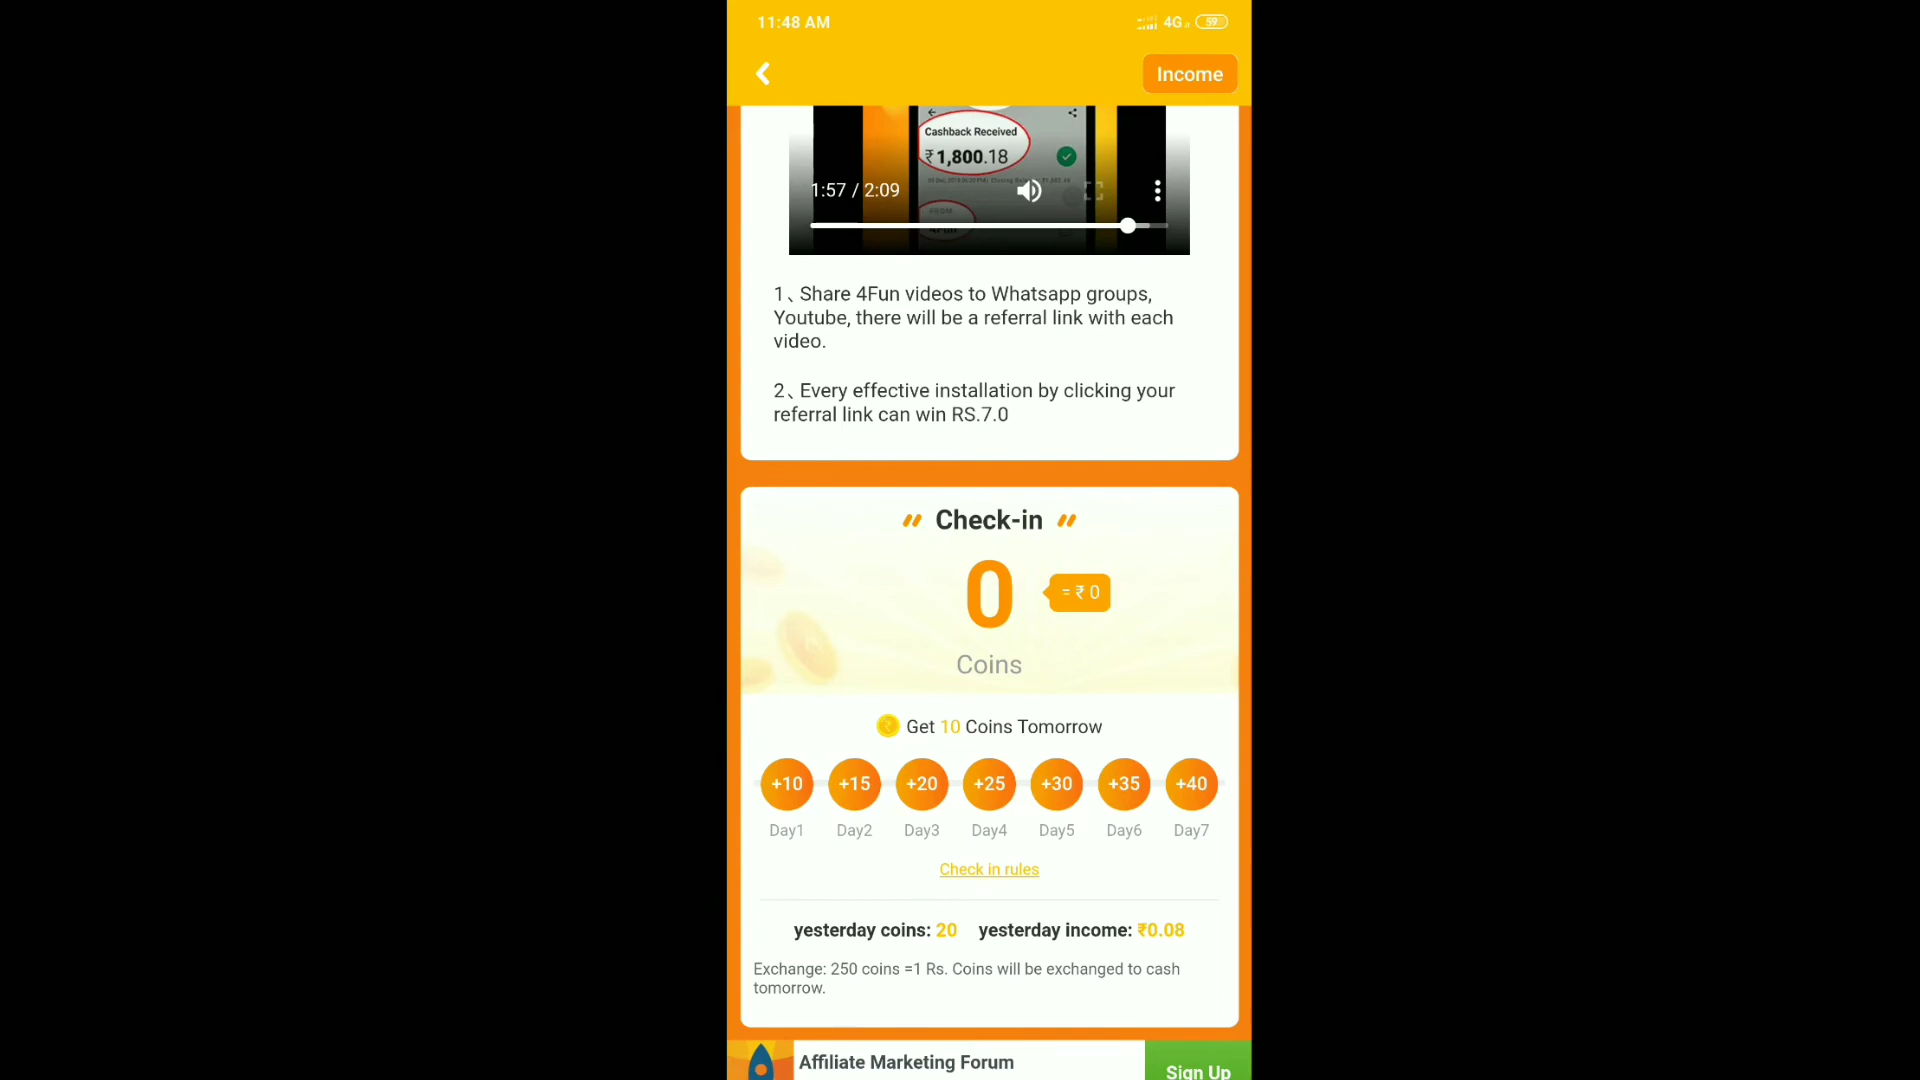 11:48 AM
4G 59
Income
Cashback Received
₹1,800.18
1:57 / 2:09
FROM
1、Share 4Fun videos to Whatsapp groups,
Youtube, there will be a referral link with each
video.
2、Every effective installation by clicking your
referral link can win RS.7.0
Check-in
0 = ₹ 0
Coins
Get 10 Coins Tomorrow
+10 +15 +20 +25 +30 +35 +40
Day1 Day2 Day3 Day4 Day5 Day6 Day7
Check in rules
yesterday coins: 20 yesterday income: ₹0.08
Exchange: 250 coins =1 Rs. Coins will be exchanged to cash
tomorrow.
Affiliate Marketing Forum
Sign Up